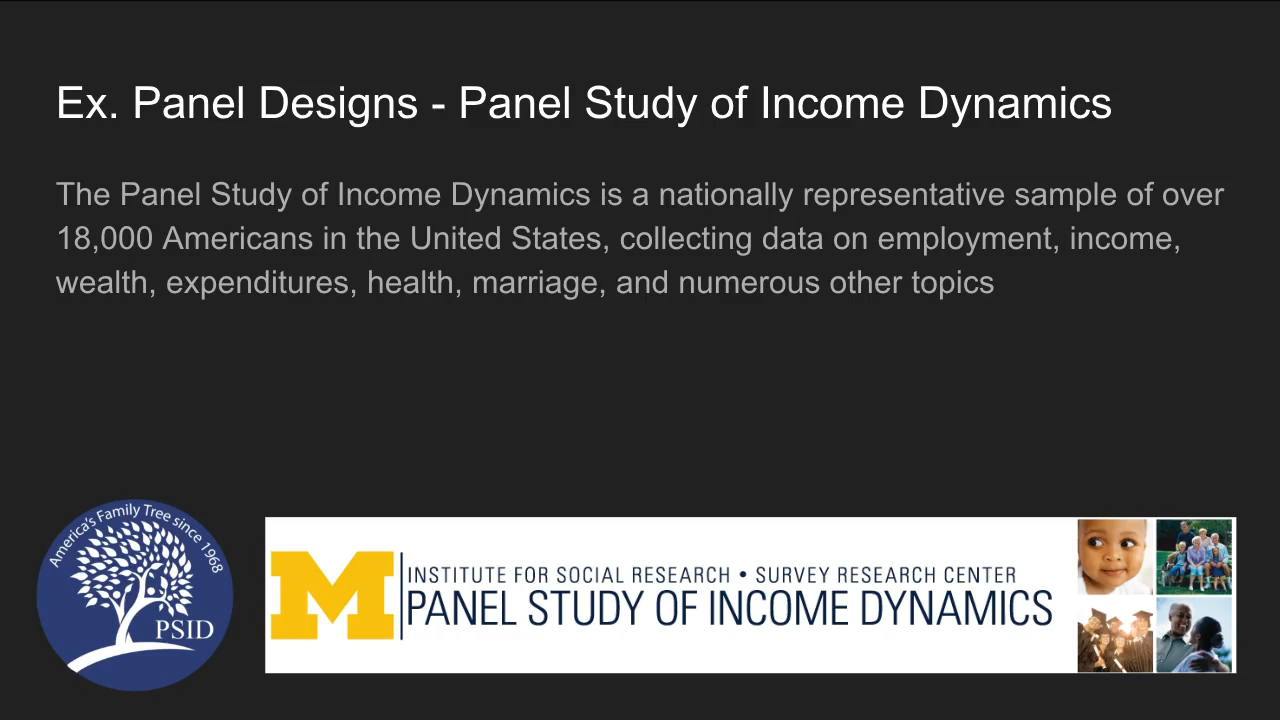 Ex. Panel Designs - Panel Study of Income Dynamics
The Panel Study of Income Dynamics is a nationally representative sample of over
18,000 Americans in the United States, collecting data on employment, income,
wealth, expenditures, health, marriage, and numerous other topics
America's Family Tree since 1968
PSID
M
INSTITUTE FOR SOCIAL RESEARCH • SURVEY RESEARCH CENTER
PANEL STUDY OF INCOME DYNAMICS